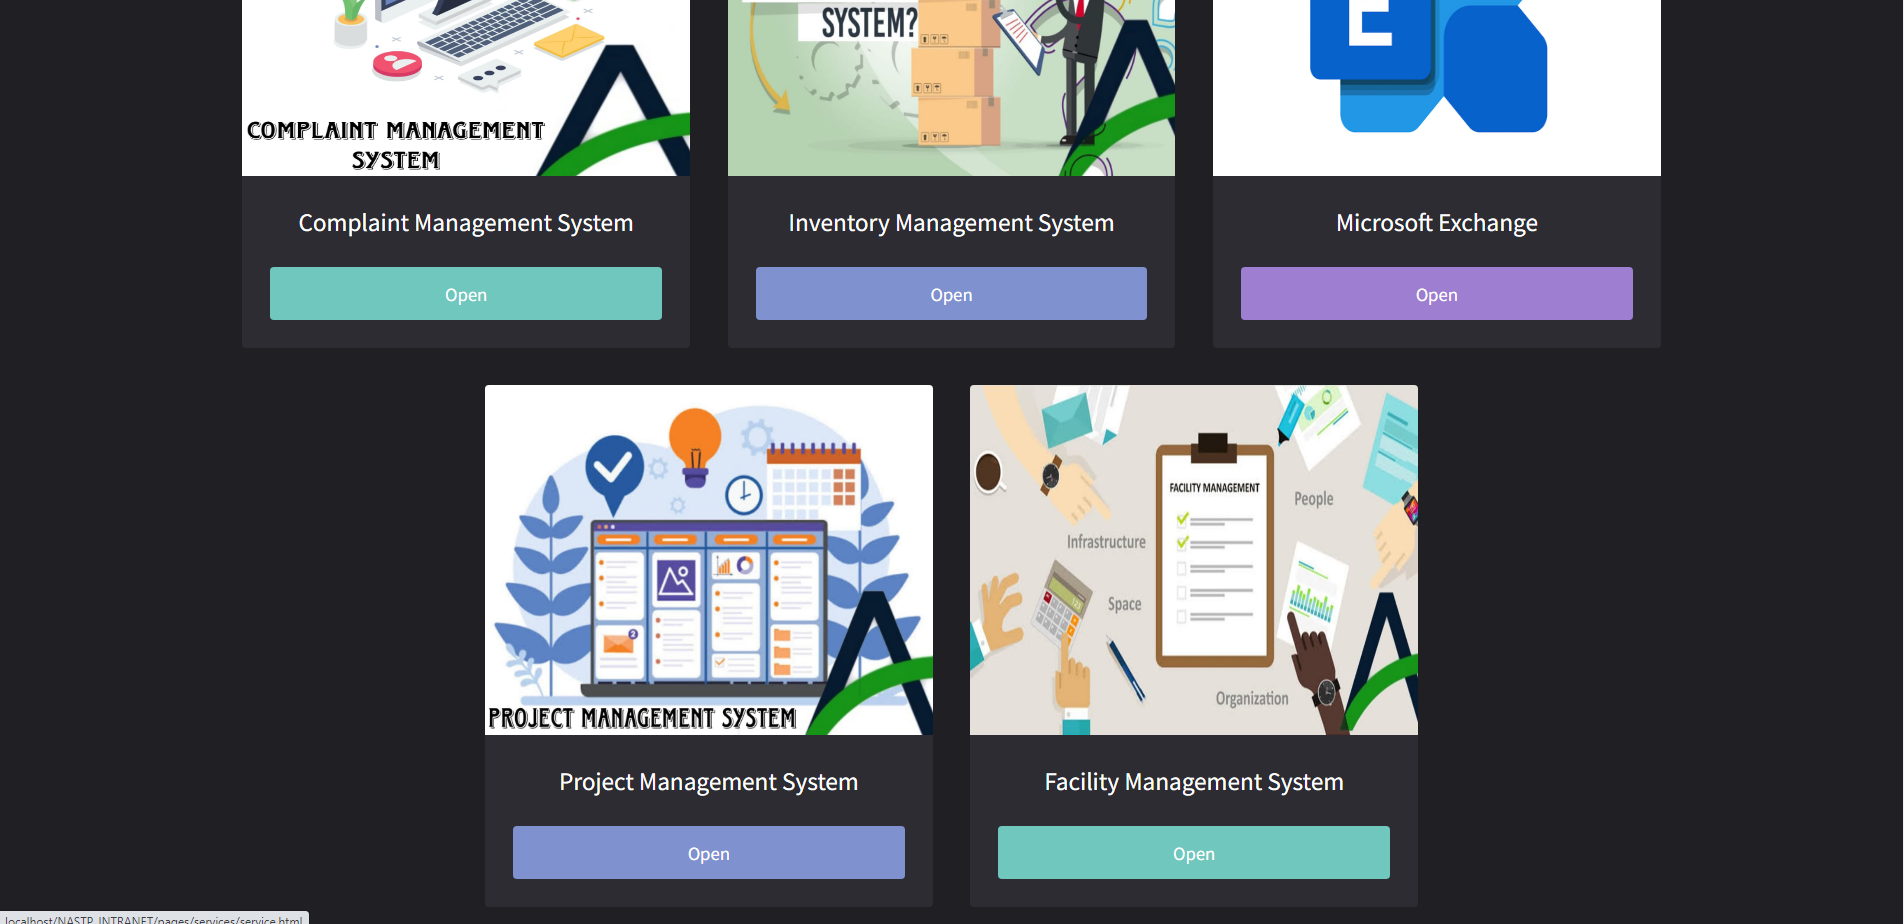 SYSTEM?
E
COMPLAINT MANAGEMENT
SYSTEM
Complaint Management System
Inventory Management System
Microsoft Exchange
Open
Open
Open
FACILITY MANAGEMENT
People
Infrastructure
Space
Organization
2
PROJECT MANAGEMENT SYSTEM
Project Management System
Facility Management System
Open
Open
localhost/NASTP_INTRANET/pages/services/service.html